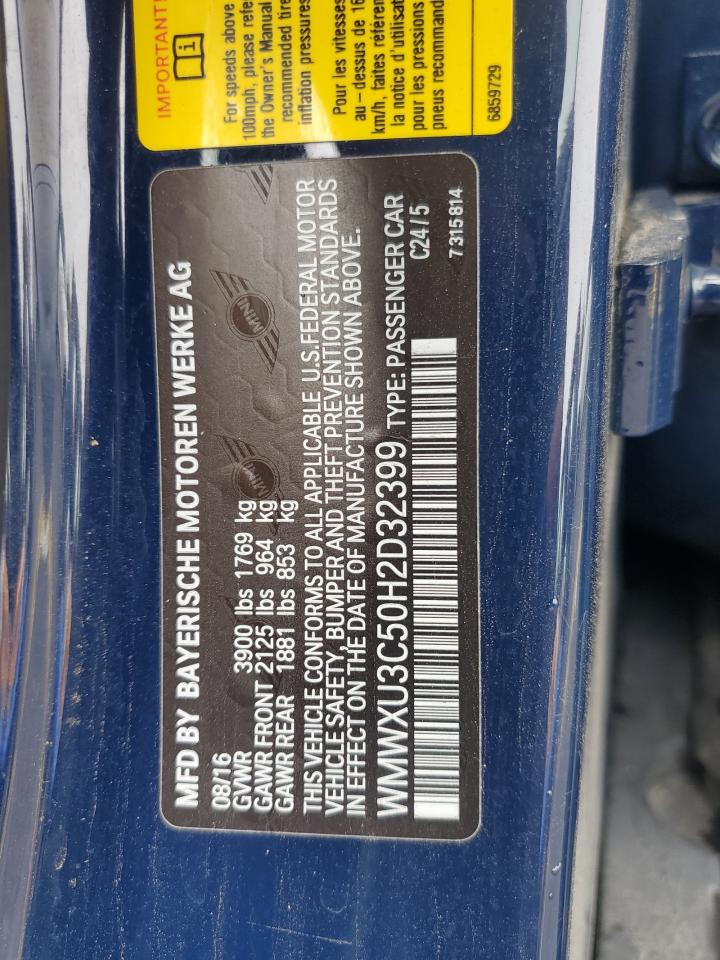 MFD BY BAYERISCHE MOTOREN WERKE AG
08/16
GVWR 3900 lbs 1769 kg
GAWR FRONT 2125 lbs 964 kg
GAWR REAR 1881 lbs 853 kg
THIS VEHICLE CONFORMS TO ALL APPLICABLE U.S.FEDERAL MOTOR
VEHICLE SAFETY, BUMPER AND THEFT PREVENTION STANDARDS
IN EFFECT ON THE DATE OF MANUFACTURE SHOWN ABOVE.
WMWXU3C50H2D32399 TYPE: PASSENGER CAR
C24/5
7315814
MINI
MINI
IMPORTANT!
For speeds above
100mph, please refe
the Owner's Manual
recommended tire
inflation pressures
Pour les vitesses
au – dessus de 16
km/h, faites référen
la notice d'utilisat
pour les pressions
pneus recommand
6859729